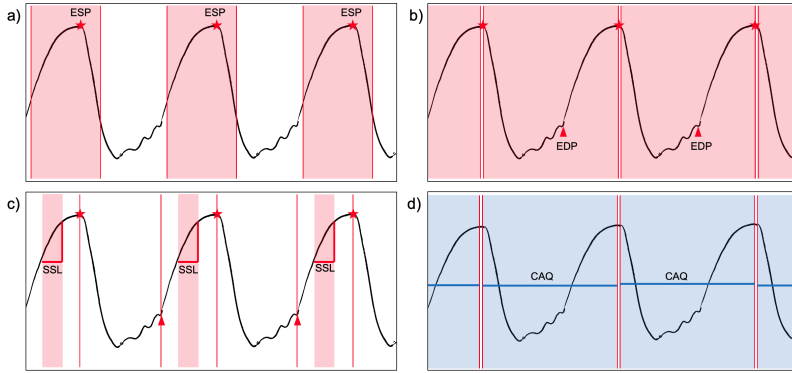 a)
ESP ESP ESP
b)
EDP EDP
c)
SSL SSL SSL
d)
CAQ CAQ